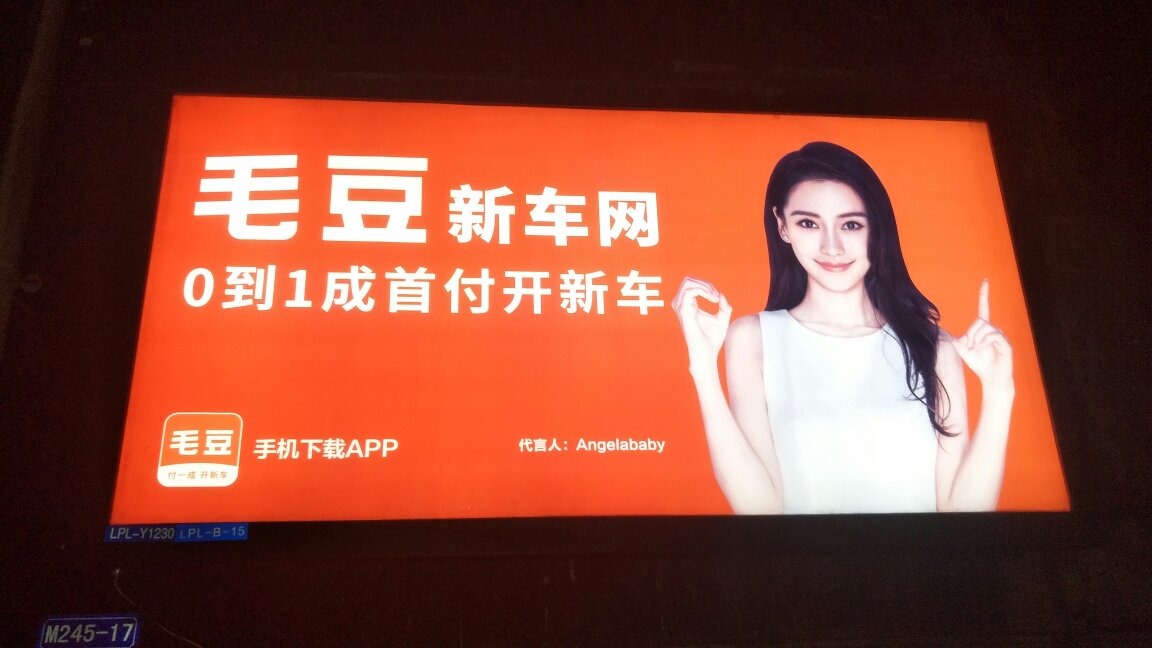 毛豆新车网
0到1成首付开新车
毛豆
付一成 开新车
手机下载APP
代言人：Angelababy
LPL-Y1230 LPL-B-15
M245-17